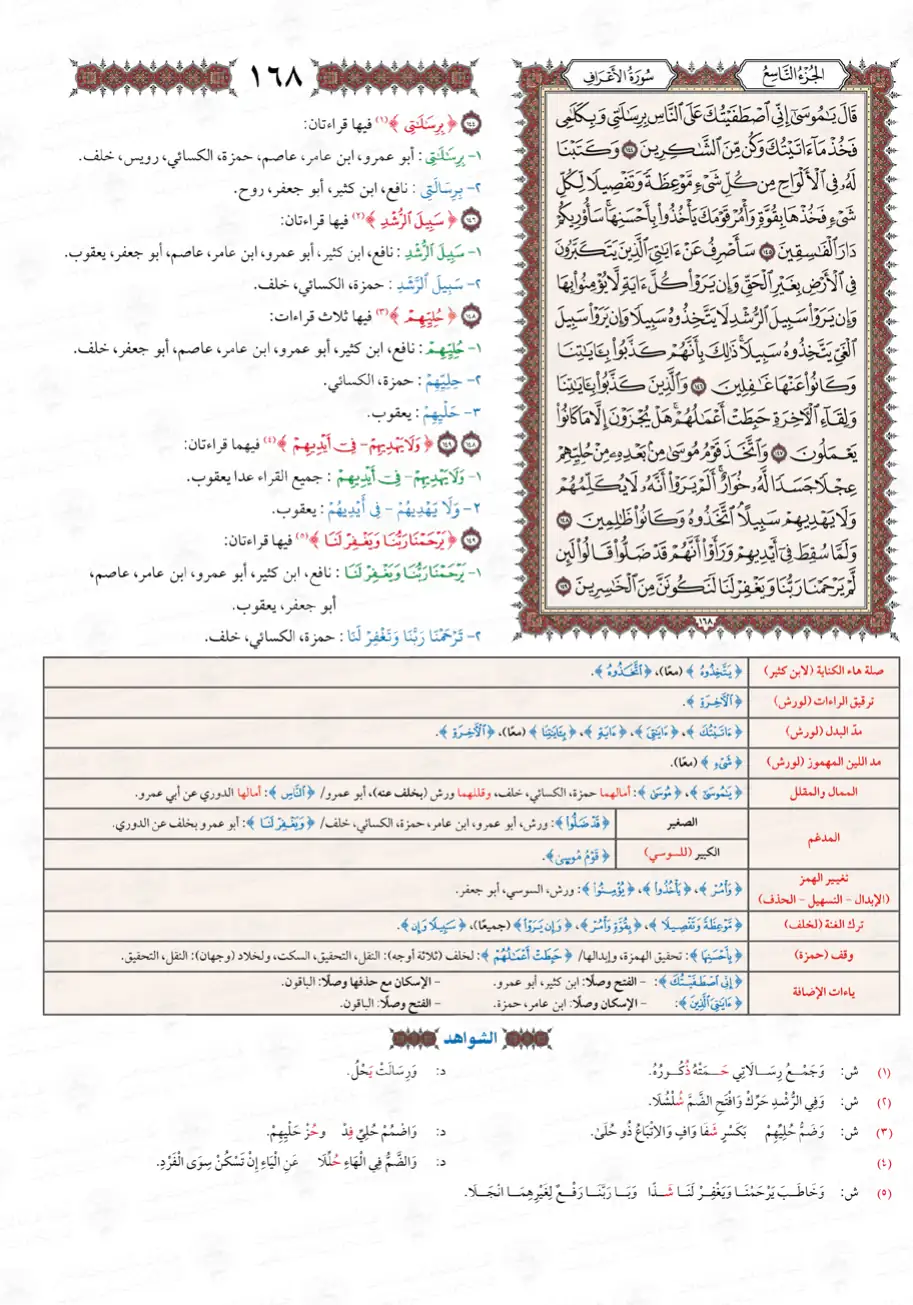 الجزء التاسع
سورة الأعراف
قَالَ يَٰمُوسَىٰٓ إِنِّي ٱصۡطَفَيۡتُكَ عَلَى ٱلنَّاسِ بِرِسَٰلَٰتِي وَبِكَلَٰمِي
فَخُذۡ مَآ ءَاتَيۡتُكَ وَكُن مِّنَ ٱلشَّٰكِرِينَ ١٤٤ وَكَتَبۡنَا
لَهُۥ فِي ٱلۡأَلۡوَاحِ مِن كُلِّ شَيۡءٖ مَّوۡعِظَةٗ وَتَفۡصِيلٗا لِّكُلِّ
شَيۡءٖ فَخُذۡهَا بِقُوَّةٖ وَأۡمُرۡ قَوۡمَكَ يَأۡخُذُواْ بِأَحۡسَنِهَاۚ سَأُوْرِيكُمۡ
دَارَ ٱلۡفَٰسِقِينَ ١٤٥ سَأَصۡرِفُ عَنۡ ءَايَٰتِيَ ٱلَّذِينَ يَتَكَبَّرُونَ
فِي ٱلۡأَرۡضِ بِغَيۡرِ ٱلۡحَقِّ وَإِن يَرَوۡاْ كُلَّ ءَايَةٖ لَّا يُؤۡمِنُواْ بِهَا
وَإِن يَرَوۡاْ سَبِيلَ ٱلرُّشۡدِ لَا يَتَّخِذُوهُ سَبِيلٗا وَإِن يَرَوۡاْ سَبِيلَ
ٱلۡغَيِّ يَتَّخِذُوهُ سَبِيلٗاۚ ذَٰلِكَ بِأَنَّهُمۡ كَذَّبُواْ بِـَٔايَٰتِنَا
وَكَانُواْ عَنۡهَا غَٰفِلِينَ ١٤٦ وَٱلَّذِينَ كَذَّبُواْ بِـَٔايَٰتِنَا
وَلِقَآءِ ٱلۡأٓخِرَةِ حَبِطَتۡ أَعۡمَٰلُهُمۡۚ هَلۡ يُجۡزَوۡنَ إِلَّا مَا كَانُواْ
يَعۡمَلُونَ ١٤٧ وَٱتَّخَذَ قَوۡمُ مُوسَىٰ مِنۢ بَعۡدِهِۦ مِنۡ حُلِيِّهِمۡ
عِجۡلٗا جَسَدٗا لَّهُۥ خُوَارٌۚ أَلَمۡ يَرَوۡاْ أَنَّهُۥ لَا يُكَلِّمُهُمۡ
وَلَا يَهۡدِيهِمۡ سَبِيلًاۘ ٱتَّخَذُوهُ وَكَانُواْ ظَٰلِمِينَ ١٤٨
وَلَمَّا سُقِطَ فِيٓ أَيۡدِيهِمۡ وَرَأَوۡاْ أَنَّهُمۡ قَدۡ ضَلُّواْ قَالُواْ لَئِن
لَّمۡ يَرۡحَمۡنَا رَبُّنَا وَيَغۡفِرۡ لَنَا لَنَكُونَنَّ مِنَ ٱلۡخَٰسِرِينَ ١٤٩
١٦٨
١٦٨
١٤٤ ﴿ بِرِسَٰلَٰتِي ﴾ (١) فيها قراءتان:
١- بِرِسَٰلَٰتِي : أبو عمرو، ابن عامر، عاصم، حمزة، الكسائي، رويس، خلف.
٢- بِرِسَالَتِي : نافع، ابن كثير، أبو جعفر، روح.
١٤٦ ﴿ سَبِيلَ ٱلرُّشۡدِ ﴾ (٢) فيها قراءتان:
١- سَبِيلَ ٱلرُّشۡدِ : نافع، ابن كثير، أبو عمرو، ابن عامر، عاصم، أبو جعفر، يعقوب.
٢- سَبِيلَ ٱلرَّشَدِ : حمزة، الكسائي، خلف.
١٤٨ ﴿ حُلِيِّهِمۡ ﴾ (٣) فيها ثلاث قراءات:
١- حُلِيِّهِمۡ : نافع، ابن كثير، أبو عمرو، ابن عامر، عاصم، أبو جعفر، خلف.
٢- حِلِيِّهِمۡ : حمزة، الكسائي.
٣- حَلۡيِهِمۡ : يعقوب.
١٤٨ ١٤٩ ﴿ وَلَا يَهۡدِيهِمۡ - فِيٓ أَيۡدِيهِمۡ ﴾ (٤) فيهما قراءتان:
١- وَلَا يَهۡدِيهِمۡ - فِيٓ أَيۡدِيهِمۡ : جميع القراء عدا يعقوب.
٢- وَلَا يَهۡدِيهُمۡ - فِي أَيۡدِيهُمۡ : يعقوب.
١٤٩ ﴿ يَرۡحَمۡنَا رَبُّنَا وَيَغۡفِرۡ لَنَا ﴾ (٥) فيها قراءتان:
١- يَرۡحَمۡنَا رَبُّنَا وَيَغۡفِرۡ لَنَا : نافع، ابن كثير، أبو عمرو، ابن عامر، عاصم،
أبو جعفر، يعقوب.
٢- تَرۡحَمۡنَا رَبَّنَا وَتَغۡفِرۡ لَنَا : حمزة، الكسائي، خلف.
صلة هاء الكناية (لابن كثير) ﴿ يَتَّخِذُوهُ ﴾ (معًا)، ﴿ ٱتَّخَذُوهُ ﴾.
ترقيق الراءات (لورش) ﴿ ٱلۡأٓخِرَةِ ﴾.
مدّ البدل (لورش) ﴿ ءَاتَيۡتُكَ ﴾، ﴿ ءَايَٰتِيَ ﴾، ﴿ ءَايَةٖ ﴾، ﴿ بِـَٔايَٰتِنَا ﴾ (معًا)، ﴿ ٱلۡأٓخِرَةِ ﴾.
مد اللين المهموز (لورش) ﴿ شَيۡءٖ ﴾ (معًا).
الممال والمقلل ﴿ يَٰمُوسَىٰٓ ﴾، ﴿ مُوسَىٰ ﴾: أمالهما حمزة، الكسائي، خلف، وقللهما ورش (بخلف عنه)، أبو عمرو/ ﴿ ٱلنَّاسِ ﴾: أمالها الدوري عن أبي عمرو.
المدغم
الصغير ﴿ قَدۡ ضَلُّواْ ﴾: ورش، أبو عمرو، ابن عامر، حمزة، الكسائي، خلف/ ﴿ وَيَغۡفِرۡ لَنَا ﴾: أبو عمرو بخلف عن الدوري.
الكبير (للسوسي) ﴿ قَوۡمُ مُوسَىٰ ﴾.
تغيير الهمز
(الإبدال - التسهيل - الحذف) ﴿ وَأۡمُرۡ ﴾، ﴿ يَأۡخُذُواْ ﴾، ﴿ يُؤۡمِنُواْ ﴾: ورش، السوسي، أبو جعفر.
ترك الغنة (لخلف) ﴿ مَّوۡعِظَةٗ وَتَفۡصِيلٗا ﴾، ﴿ بِقُوَّةٖ وَأۡمُرۡ ﴾، ﴿ وَإِن يَرَوۡاْ ﴾ (جميعًا)، ﴿ سَبِيلٗا وَإِن ﴾.
وقف (حمزة) ﴿ بِأَحۡسَنِهَا ﴾: تحقيق الهمزة، وإبدالها/ ﴿ حَبِطَتۡ أَعۡمَٰلُهُمۡ ﴾: لخلف (ثلاثة أوجه): النقل، التحقيق، السكت، ولخلاد (وجهان): النقل، التحقيق.
ياءات الإضافة ﴿ إِنِّي ٱصۡطَفَيۡتُكَ ﴾: - الفتح وصلًا: ابن كثير، أبو عمرو. - الإسكان مع حذفها وصلًا: الباقون.
﴿ ءَايَٰتِيَ ٱلَّذِينَ ﴾: - الإسكان وصلًا: ابن عامر، حمزة. - الفتح وصلًا: الباقون.
الشواهد
(١) ش: وَجَمْعُ رِسَالَاتِي حَمَتْهُ ذُكُورُهُ. د: وَرِسَالَتْ يَحُلُ.
(٢) ش: وَفِي الرُّشْدِ حَرِّكْ وَافْتَحِ الضَّمَّ شُلْشُلَا.
(٣) ش: وَضَمُّ حُلِيِّهِمْ بِكَسْرٍ شَفَا وَافٍ وَالِاتْبَاعُ ذُو حُلَىٰ. د: وَاضْمُمْ حُلِيِّ فِدْ وحُزْ حَلْيِهِمْ.
(٤) د: وَالضَّمُّ فِي الْهَاءِ حُلِّلَا عَنِ الْيَاءِ إِنْ تَسْكُنْ سِوَى الْفَرْدِ.
(٥) ش: وَخَاطَبَ يَرْحَمْنَا وَيَغْفِرْ لَنَا شَذًا وَبَا رَبَّنَا رَفْعٌ لِغَيْرِهِمَا انْجَلَا.